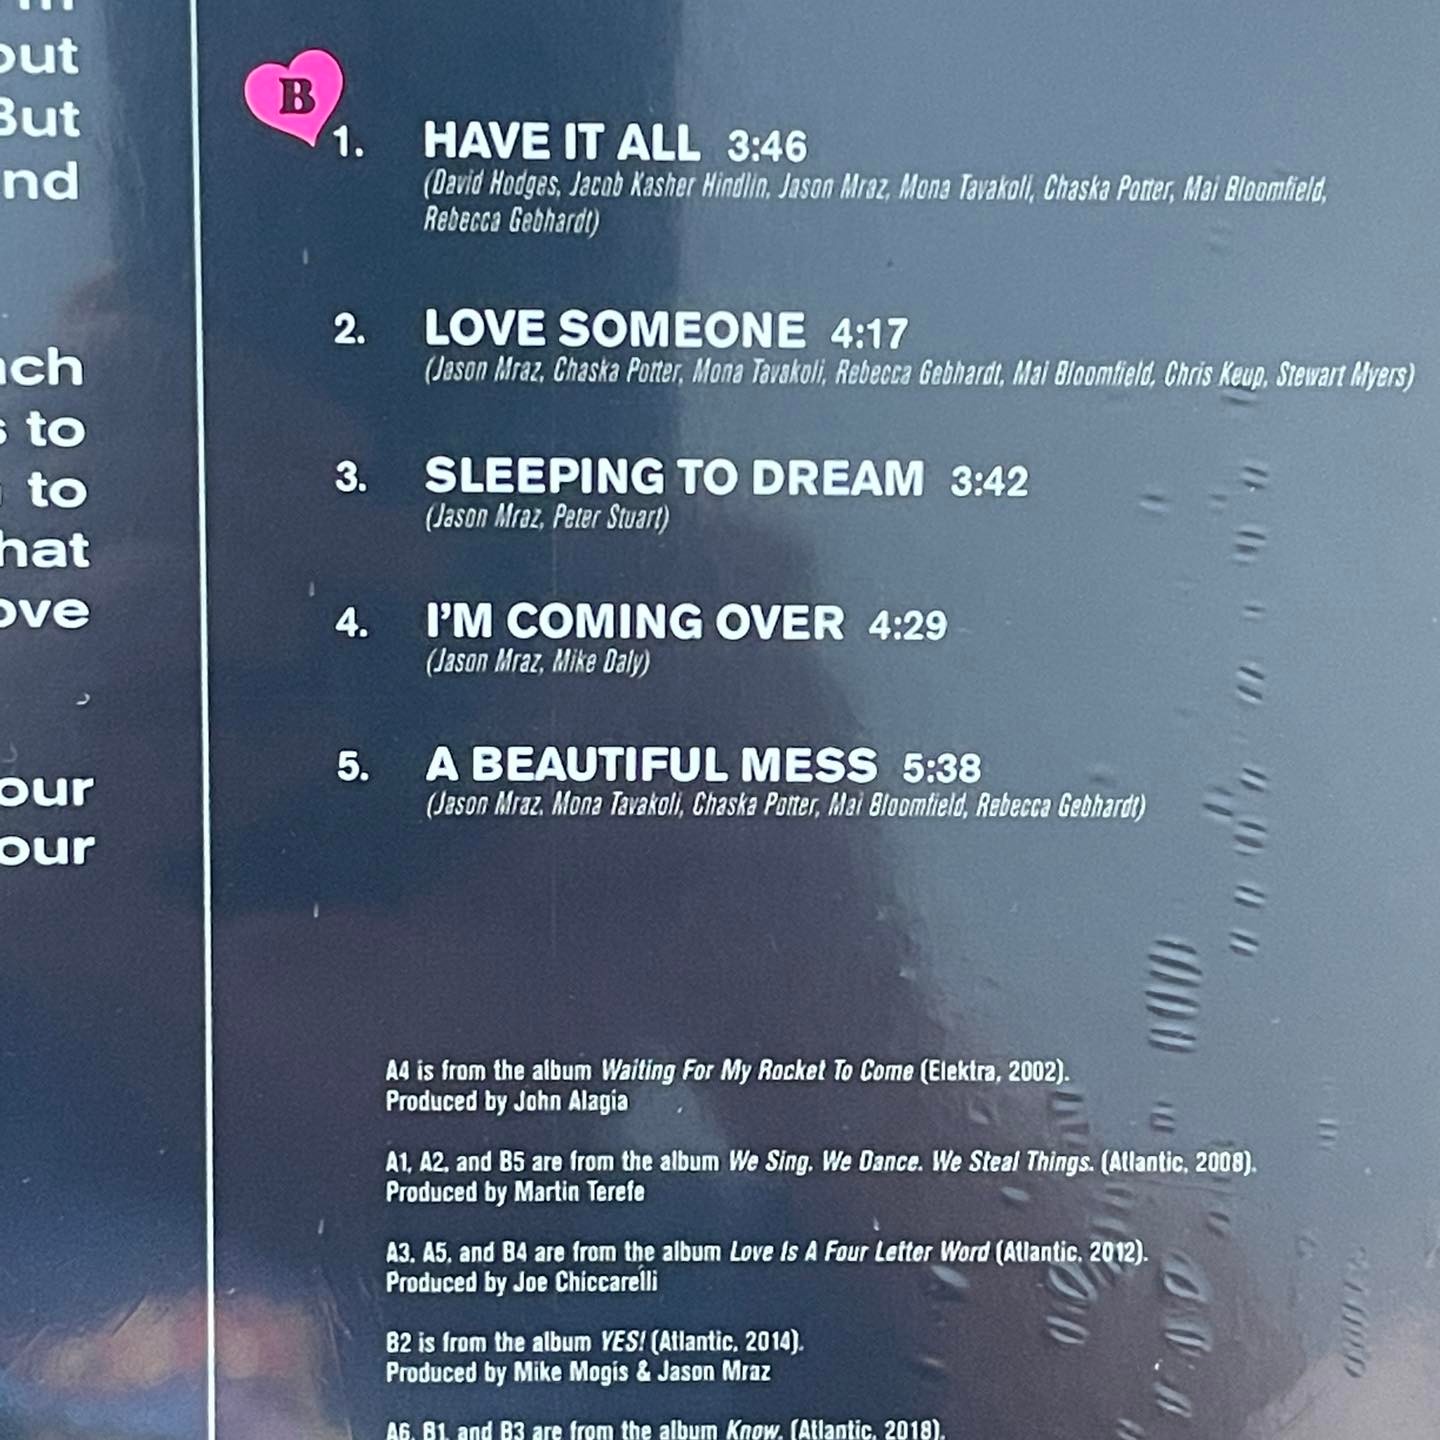 out
But
nd
ach
s to
to
hat
ove
our
our
B
1. HAVE IT ALL 3:46
(David Hodges, Jacob Kasher Hindlin, Jason Mraz, Mona Tavakoli, Chaska Potter, Mai Bloomfield,
Rebecca Gebhardt)
2. LOVE SOMEONE 4:17
(Jason Mraz, Chaska Potter, Mona Tavakoli, Rebecca Gebhardt, Mai Bloomfield, Chris Keup, Stewart Myers)
3. SLEEPING TO DREAM 3:42
(Jason Mraz, Peter Stuart)
4. I'M COMING OVER 4:29
(Jason Mraz, Mike Daly)
5. A BEAUTIFUL MESS 5:38
(Jason Mraz, Mona Tavakoli, Chaska Potter, Mai Bloomfield, Rebecca Gebhardt)
A4 is from the album Waiting For My Rocket To Come (Elektra, 2002).
Produced by John Alagia
A1, A2, and B5 are from the album We Sing. We Dance. We Steal Things. (Atlantic, 2008).
Produced by Martin Terefe
A3, A5, and B4 are from the album Love Is A Four Letter Word (Atlantic, 2012).
Produced by Joe Chiccarelli
B2 is from the album YES! (Atlantic, 2014).
Produced by Mike Mogis & Jason Mraz
A6, B1, and B3 are from the album Know. (Atlantic, 2018).